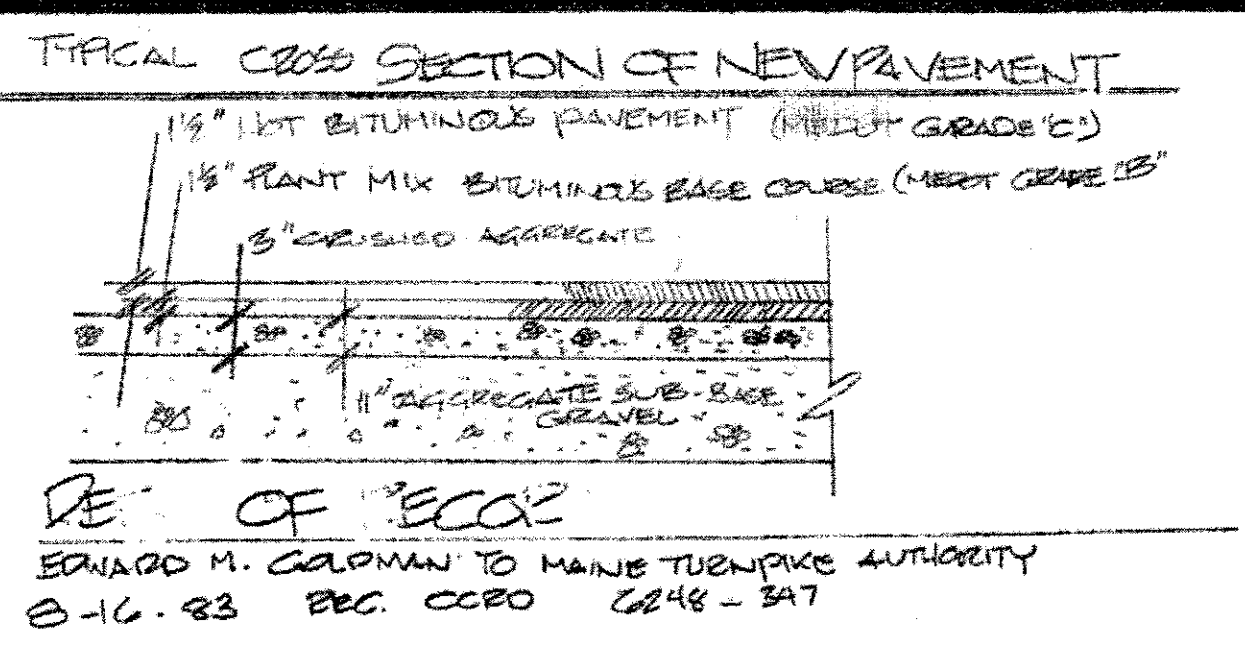 TYPICAL CROSS SECTION OF NEW PAVEMENT
1½" HOT BITUMINOUS PAVEMENT (MEDOT GRADE "C")
1½" PLANT MIX BITUMINOUS BASE COURSE (MEDOT GRADE "B"
3" CRUSHED AGGREGATE
11" AGGREGATE SUB-BASE
GRAVEL
OF
EDWARD M. GOLDMAN TO MAINE TURNPIKE AUTHORITY
8-16-83 REC. CCRD 6248-347